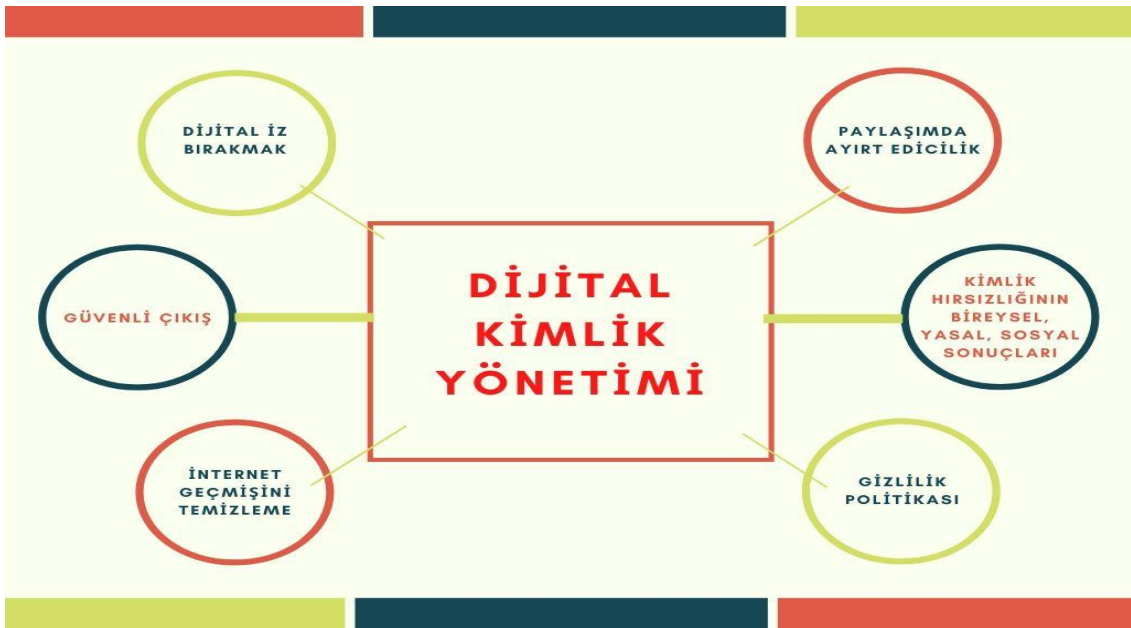 DİJİTAL İZ
BIRAKMAK
PAYLAŞIMDA
AYIRT EDİCİLİK
DİJİTAL
KİMLİK
YÖNETİMİ
GÜVENLİ ÇIKIŞ
KİMLİK
HIRSIZLIĞININ
BİREYSEL,
YASAL, SOSYAL
SONUÇLARI
İNTERNET
GEÇMİŞİNİ
TEMİZLEME
GİZLİLİK
POLİTİKASI